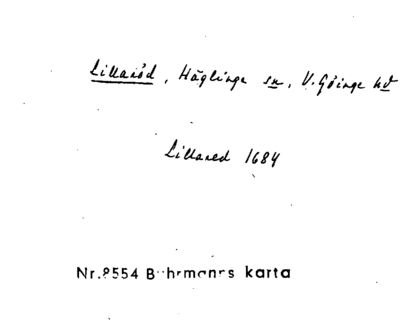 Lillaröd, Häglinge sn, V. Göinge hd
Lillared 1684
Nr.8554 Buhrmanns karta